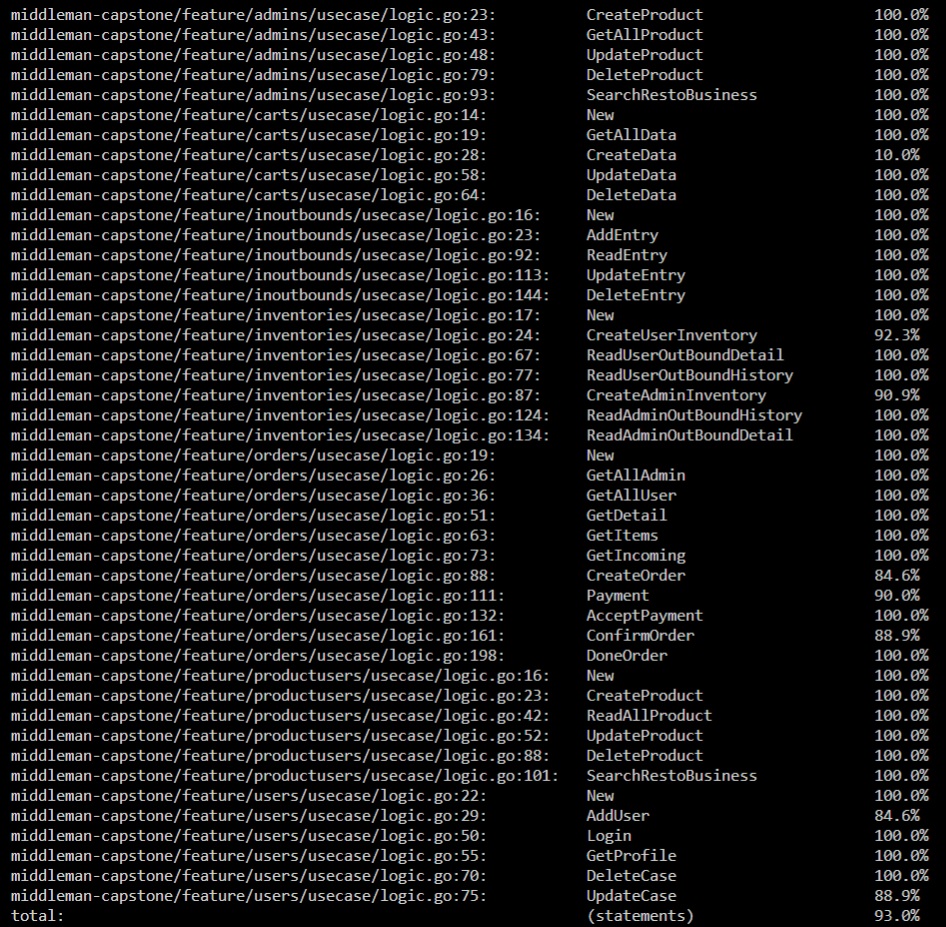 middleman-capstone/feature/admins/usecase/logic.go:23: CreateProduct 100.0%
middleman-capstone/feature/admins/usecase/logic.go:43: GetAllProduct 100.0%
middleman-capstone/feature/admins/usecase/logic.go:48: UpdateProduct 100.0%
middleman-capstone/feature/admins/usecase/logic.go:79: DeleteProduct 100.0%
middleman-capstone/feature/admins/usecase/logic.go:93: SearchRestoBusiness 100.0%
middleman-capstone/feature/carts/usecase/logic.go:14: New 100.0%
middleman-capstone/feature/carts/usecase/logic.go:19: GetAllData 100.0%
middleman-capstone/feature/carts/usecase/logic.go:28: CreateData 10.0%
middleman-capstone/feature/carts/usecase/logic.go:58: UpdateData 100.0%
middleman-capstone/feature/carts/usecase/logic.go:64: DeleteData 100.0%
middleman-capstone/feature/inoutbounds/usecase/logic.go:16: New 100.0%
middleman-capstone/feature/inoutbounds/usecase/logic.go:23: AddEntry 100.0%
middleman-capstone/feature/inoutbounds/usecase/logic.go:92: ReadEntry 100.0%
middleman-capstone/feature/inoutbounds/usecase/logic.go:113: UpdateEntry 100.0%
middleman-capstone/feature/inoutbounds/usecase/logic.go:144: DeleteEntry 100.0%
middleman-capstone/feature/inventories/usecase/logic.go:17: New 100.0%
middleman-capstone/feature/inventories/usecase/logic.go:24: CreateUserInventory 92.3%
middleman-capstone/feature/inventories/usecase/logic.go:67: ReadUserOutBoundDetail 100.0%
middleman-capstone/feature/inventories/usecase/logic.go:77: ReadUserOutBoundHistory 100.0%
middleman-capstone/feature/inventories/usecase/logic.go:87: CreateAdminInventory 90.9%
middleman-capstone/feature/inventories/usecase/logic.go:124: ReadAdminOutBoundHistory 100.0%
middleman-capstone/feature/inventories/usecase/logic.go:134: ReadAdminOutBoundDetail 100.0%
middleman-capstone/feature/orders/usecase/logic.go:19: New 100.0%
middleman-capstone/feature/orders/usecase/logic.go:26: GetAllAdmin 100.0%
middleman-capstone/feature/orders/usecase/logic.go:36: GetAllUser 100.0%
middleman-capstone/feature/orders/usecase/logic.go:51: GetDetail 100.0%
middleman-capstone/feature/orders/usecase/logic.go:63: GetItems 100.0%
middleman-capstone/feature/orders/usecase/logic.go:73: GetIncoming 100.0%
middleman-capstone/feature/orders/usecase/logic.go:88: CreateOrder 84.6%
middleman-capstone/feature/orders/usecase/logic.go:111: Payment 90.0%
middleman-capstone/feature/orders/usecase/logic.go:132: AcceptPayment 100.0%
middleman-capstone/feature/orders/usecase/logic.go:161: ConfirmOrder 88.9%
middleman-capstone/feature/orders/usecase/logic.go:198: DoneOrder 100.0%
middleman-capstone/feature/productusers/usecase/logic.go:16: New 100.0%
middleman-capstone/feature/productusers/usecase/logic.go:23: CreateProduct 100.0%
middleman-capstone/feature/productusers/usecase/logic.go:42: ReadAllProduct 100.0%
middleman-capstone/feature/productusers/usecase/logic.go:52: UpdateProduct 100.0%
middleman-capstone/feature/productusers/usecase/logic.go:88: DeleteProduct 100.0%
middleman-capstone/feature/productusers/usecase/logic.go:101: SearchRestoBusiness 100.0%
middleman-capstone/feature/users/usecase/logic.go:22: New 100.0%
middleman-capstone/feature/users/usecase/logic.go:29: AddUser 84.6%
middleman-capstone/feature/users/usecase/logic.go:50: Login 100.0%
middleman-capstone/feature/users/usecase/logic.go:55: GetProfile 100.0%
middleman-capstone/feature/users/usecase/logic.go:70: DeleteCase 100.0%
middleman-capstone/feature/users/usecase/logic.go:75: UpdateCase 88.9%
total: (statements) 93.0%